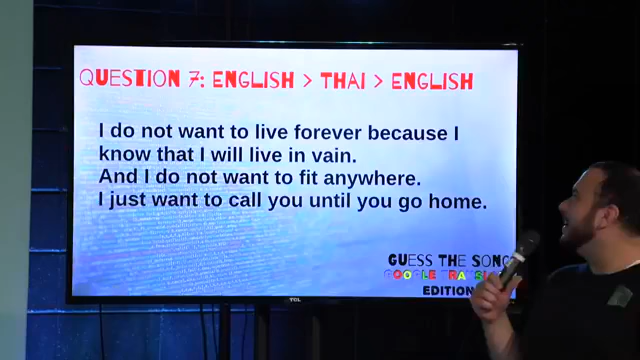 QUESTION 7: ENGLISH > THAI > ENGLISH
I do not want to live forever because I
know that I will live in vain.
And I do not want to fit anywhere.
I just want to call you until you go home.
GUESS THE SONG
GOOGLE
EDITION
TCL